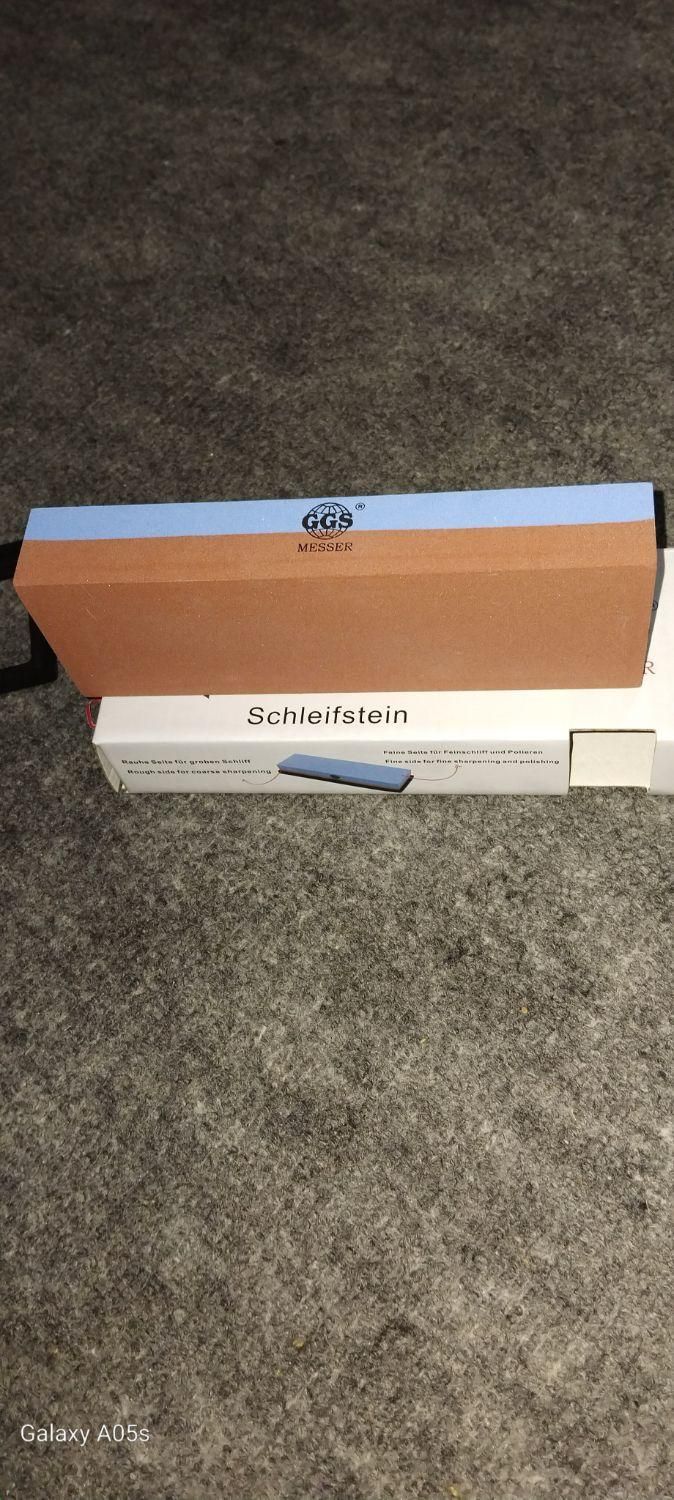 GGS®
MESSER
R
Schleifstein
Rauhe Seite für groben Schliff
Rough side for coarse sharpening
Feine Seite für Feinschliff und Polieren
Fine side for fine sharpening and polishing
Galaxy A05s